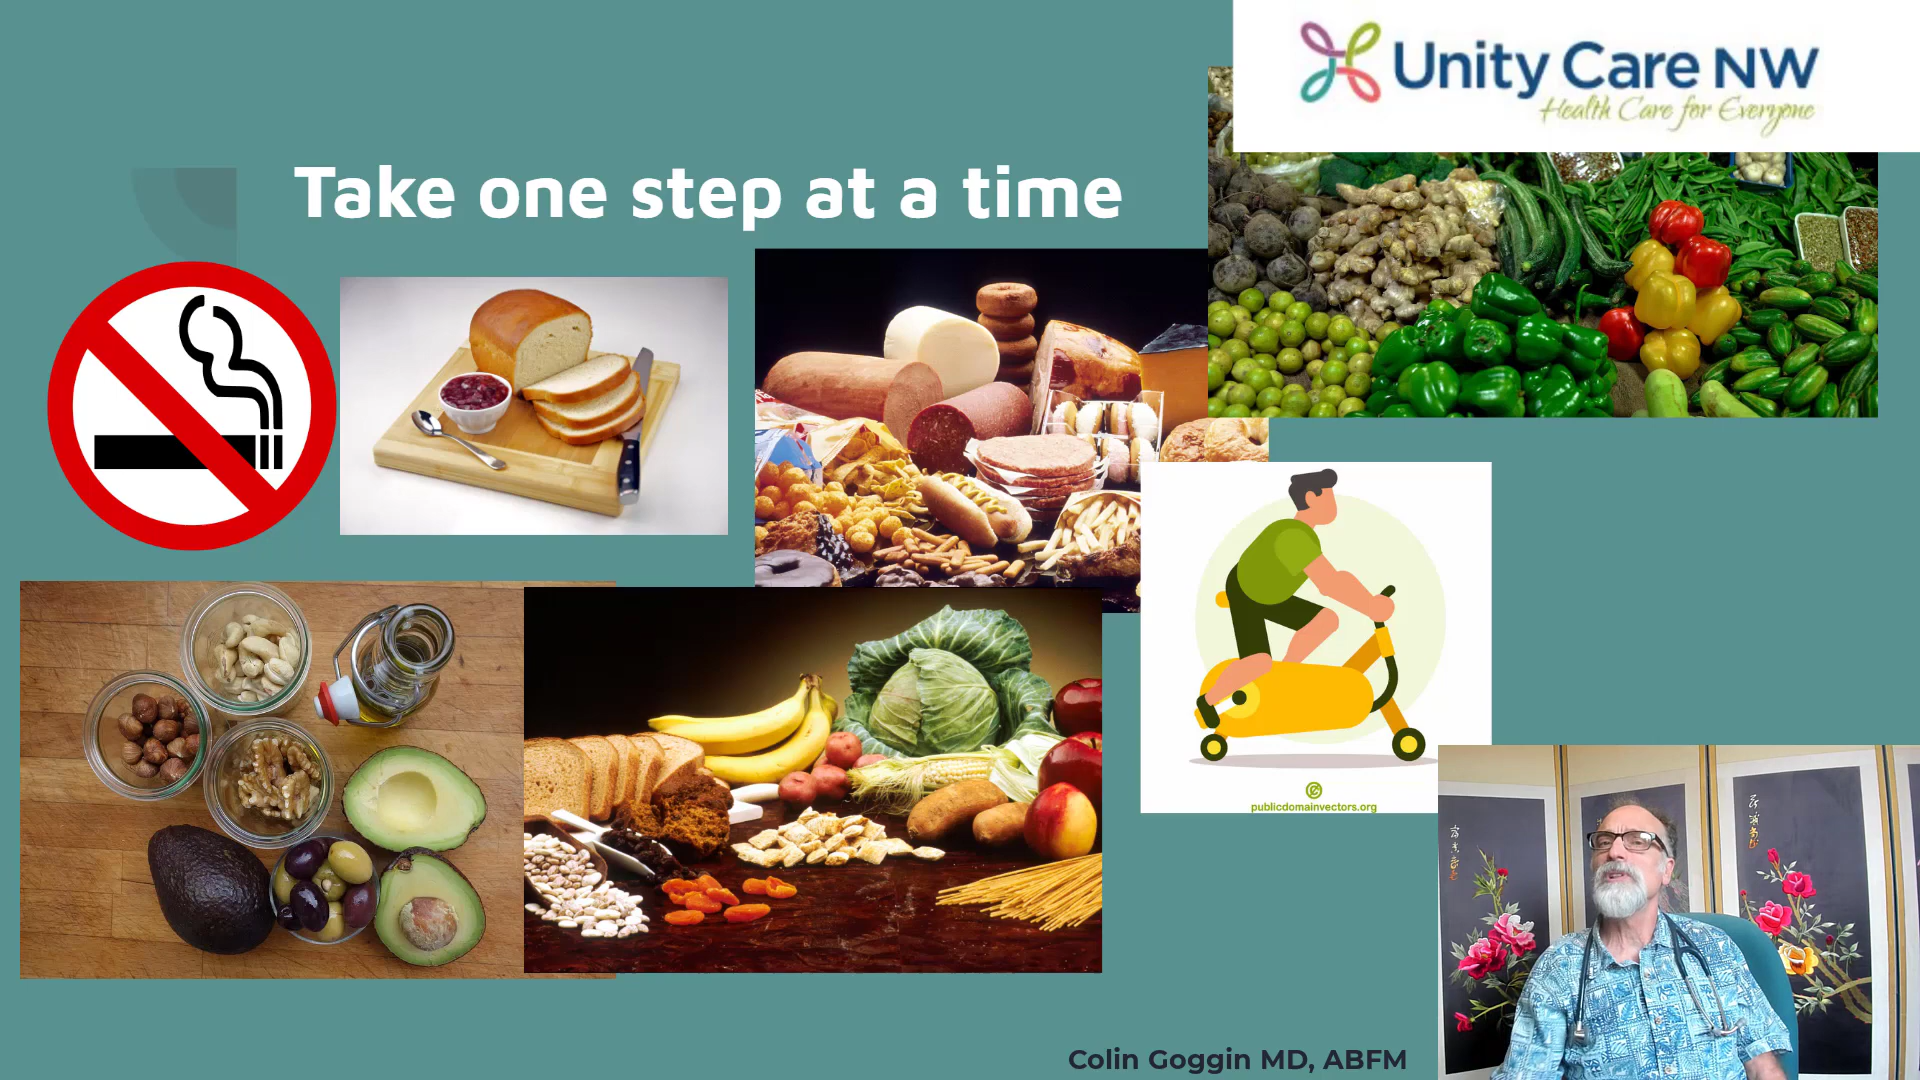 Unity Care NW
Health Care for Everyone
Take one step at a time
publicdomainvectors.org
Colin Goggin MD, ABFM